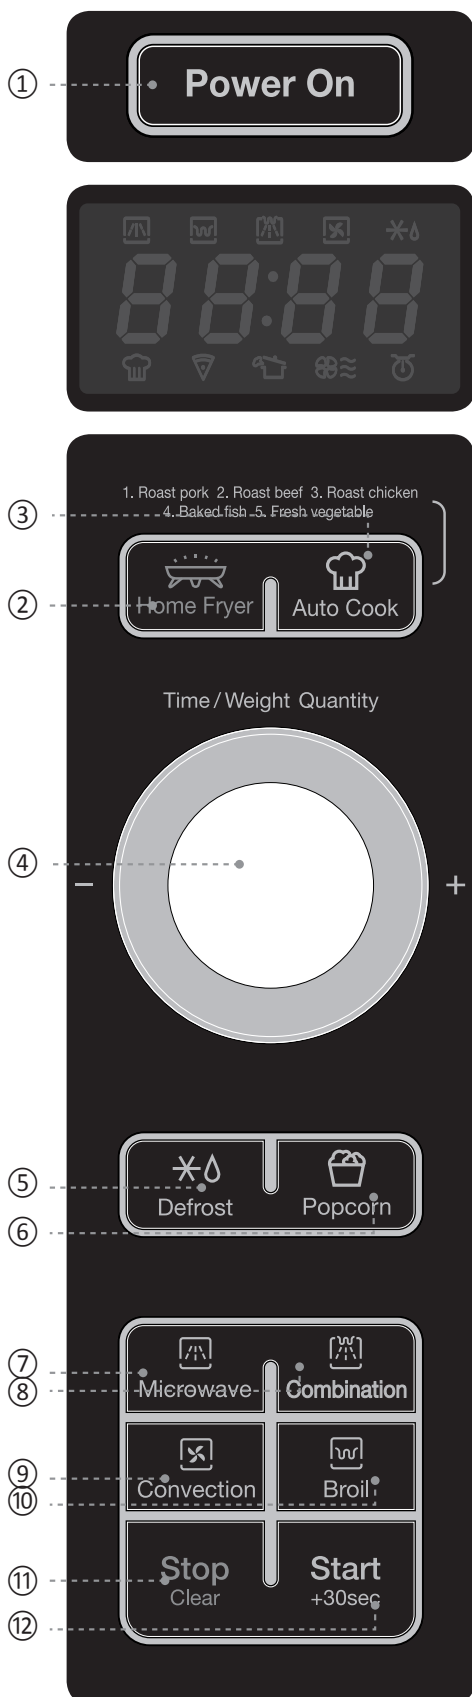 ① Power On
88:88
1. Roast pork 2. Roast beef 3. Roast chicken
③ 4. Baked fish 5. Fresh vegetable
② Home Fryer Auto Cook
Time / Weight Quantity
④
− +
⑤ Defrost Popcorn
⑥
⑦ Microwave Combination
⑧
⑨ Convection Broil
⑩
⑪ Stop Start
Clear +30sec
⑫